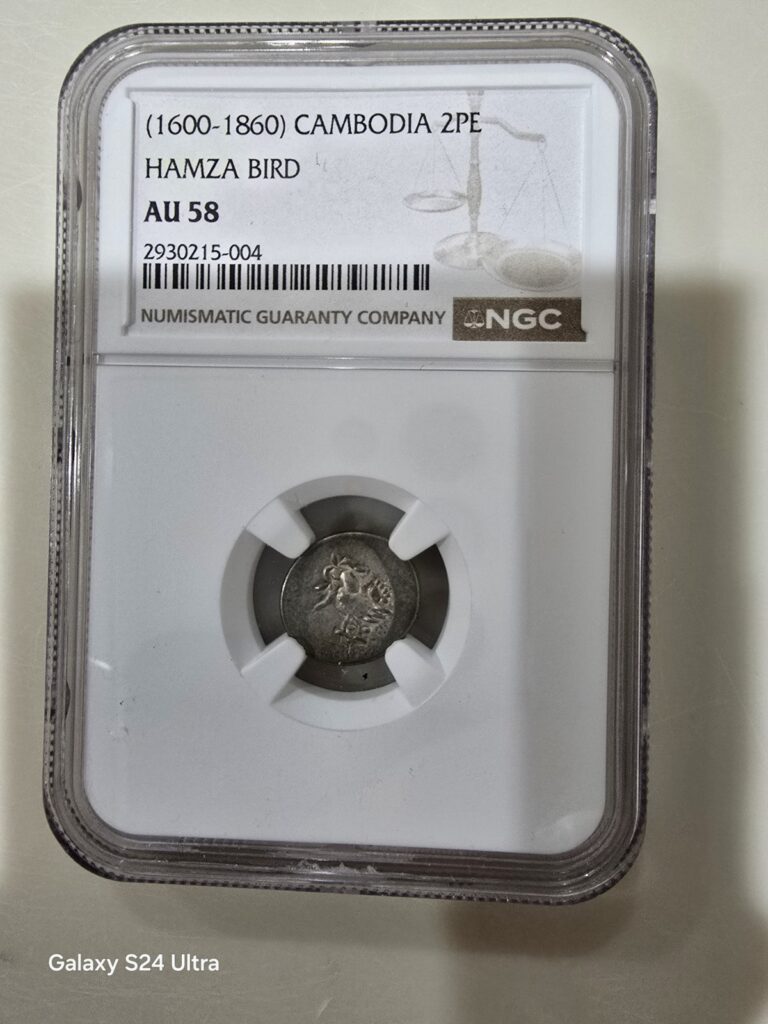 (1600-1860) CAMBODIA 2PE
HAMZA BIRD
AU 58
2930215-004
NUMISMATIC GUARANTY COMPANY NGC
Galaxy S24 Ultra